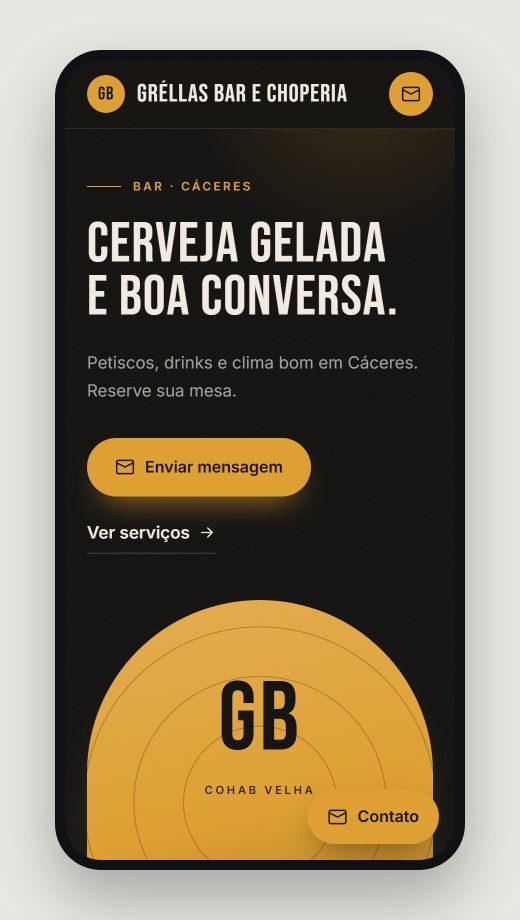 GB GRÉLLAS BAR E CHOPERIA
BAR · CÁCERES
CERVEJA GELADA
E BOA CONVERSA.
Petiscos, drinks e clima bom em Cáceres.
Reserve sua mesa.
Enviar mensagem
Ver serviços →
GB
COHAB VELHA
Contato